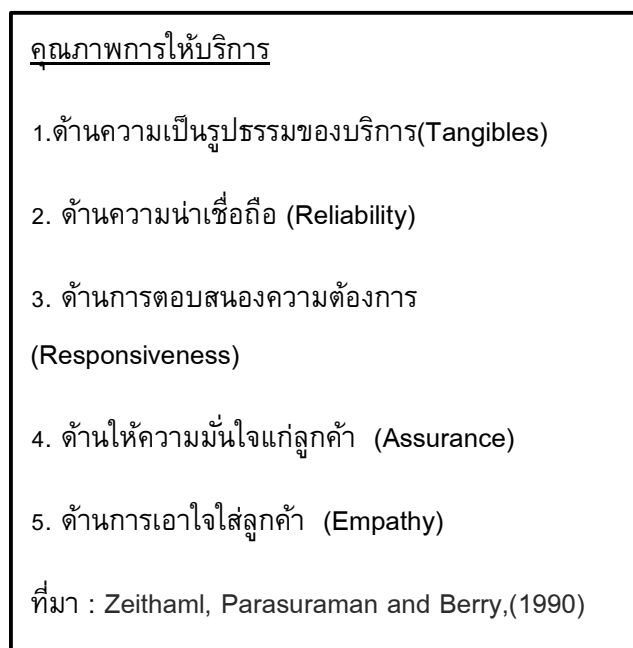 คุณภาพการให้บริการ
1.ด้านความเป็นรูปธรรมของบริการ(Tangibles)
2. ด้านความน่าเชื่อถือ (Reliability)
3. ด้านการตอบสนองความต้องการ
(Responsiveness)
4. ด้านให้ความมั่นใจแก่ลูกค้า (Assurance)
5. ด้านการเอาใจใส่ลูกค้า (Empathy)
ที่มา : Zeithaml, Parasuraman and Berry,(1990)